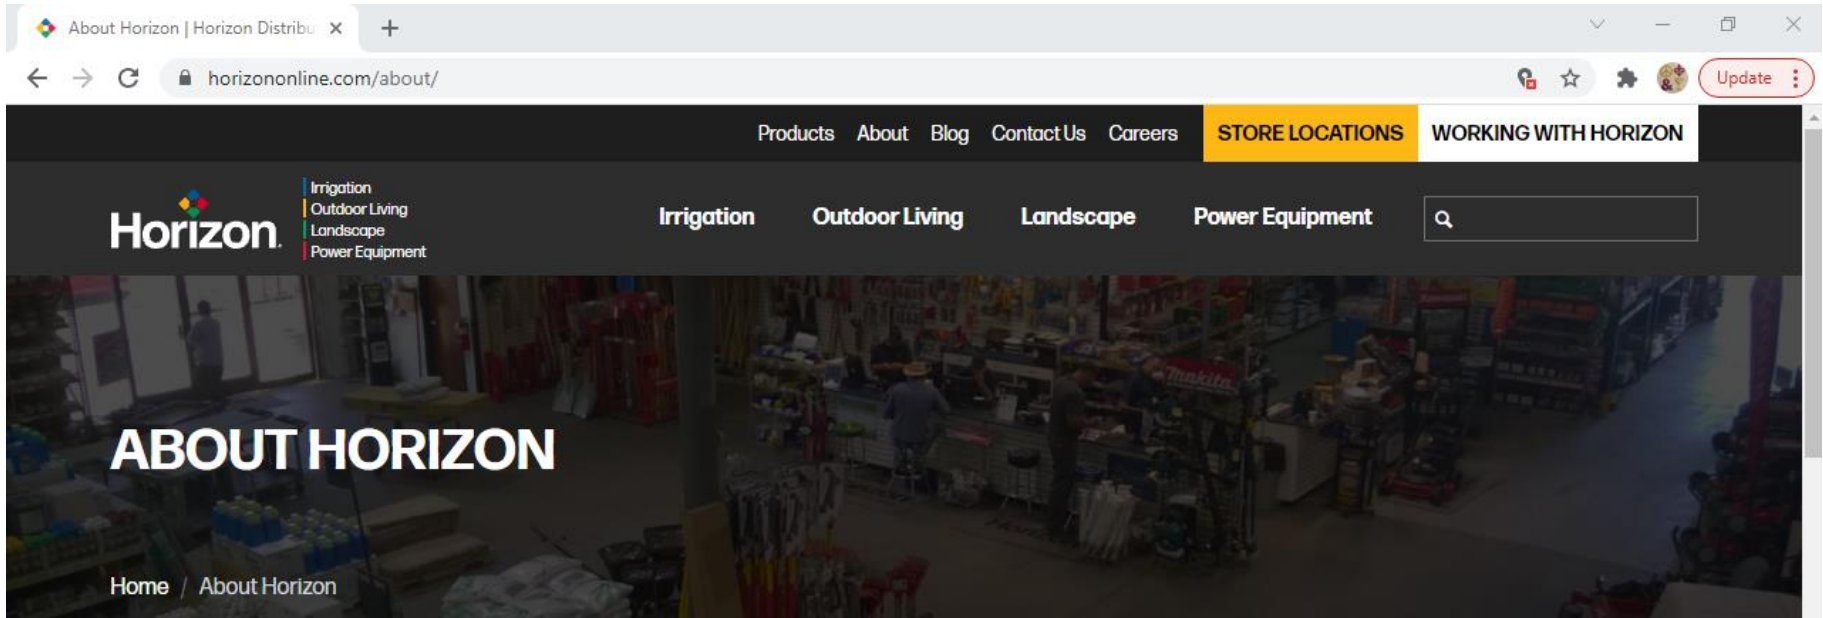 About Horizon | Horizon Distribu
horizononline.com/about/
Update
Products About Blog Contact Us Careers STORE LOCATIONS WORKING WITH HORIZON
Horizon.
Irrigation
Outdoor Living
Landscape
Power Equipment
Irrigation Outdoor Living Landscape Power Equipment
makita
ABOUT HORIZON
Home / About Horizon